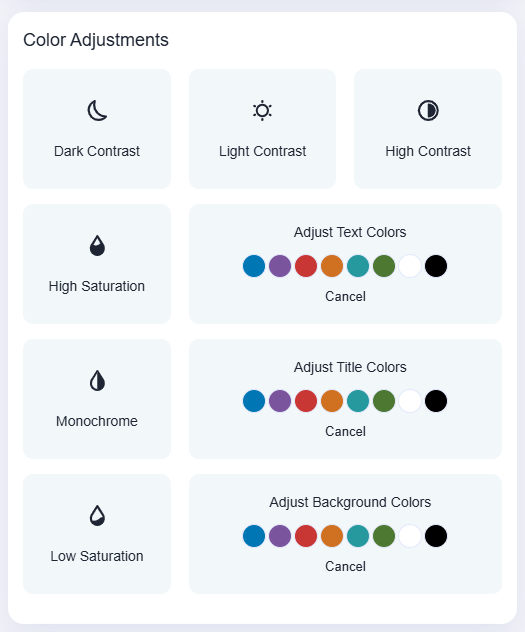 Color Adjustments
Dark Contrast
Light Contrast
High Contrast
High Saturation
Adjust Text Colors
Cancel
Monochrome
Adjust Title Colors
Cancel
Low Saturation
Adjust Background Colors
Cancel